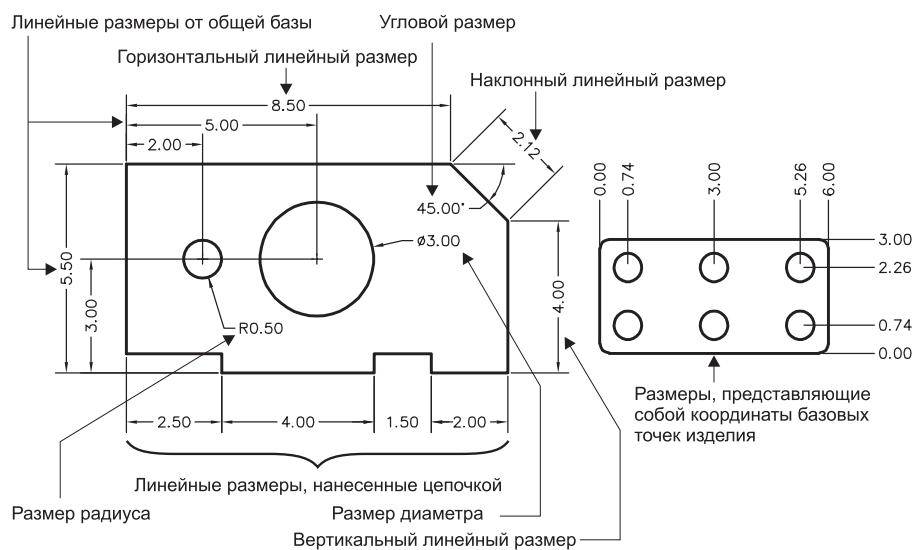 Линейные размеры от общей базы
Угловой размер
Горизонтальный линейный размер
Наклонный линейный размер
8.50
5.00
2.00
2.12
45.00°
ø3.00
5.50
3.00
R0.50
4.00
2.50
4.00
1.50
2.00
0.00
0.74
3.00
5.26
6.00
3.00
2.26
0.74
0.00
Размеры, представляющие
собой координаты базовых
точек изделия
Линейные размеры, нанесенные цепочкой
Размер радиуса
Размер диаметра
Вертикальный линейный размер